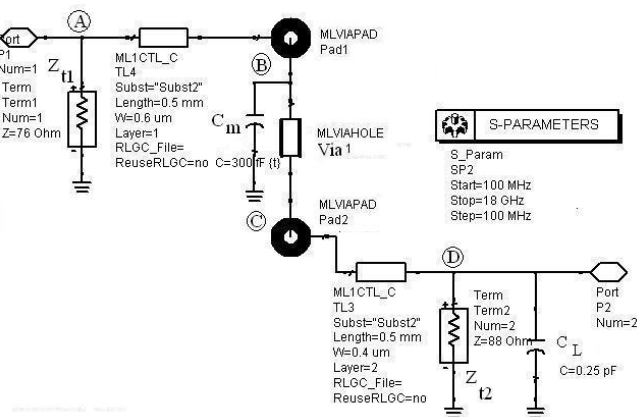 A
ort
P1
Num=1
Z t1
Term
Term1
Num=1
Z=76 Ohm
ML1CTL_C
TL4
Subst="Subst2"
Length=0.5 mm
W=0.6 um
Layer=1
RLGC_File=
ReuseRLGC=no
MLVIAPAD
Pad1
B
C m
C=300 fF (t)
MLVIAHOLE
Via 1
S-PARAMETERS
S_Param
SP2
Start=100 MHz
Stop=18 GHz
Step=100 MHz
MLVIAPAD
Pad2
C
D
ML1CTL_C
TL3
Subst="Subst2"
Length=0.5 mm
W=0.4 um
Layer=2
RLGC_File=
ReuseRLGC=no
Term
Term2
Num=2
Z=88 Ohm
Z t2
C L
C=0.25 pF
Port
P2
Num=2